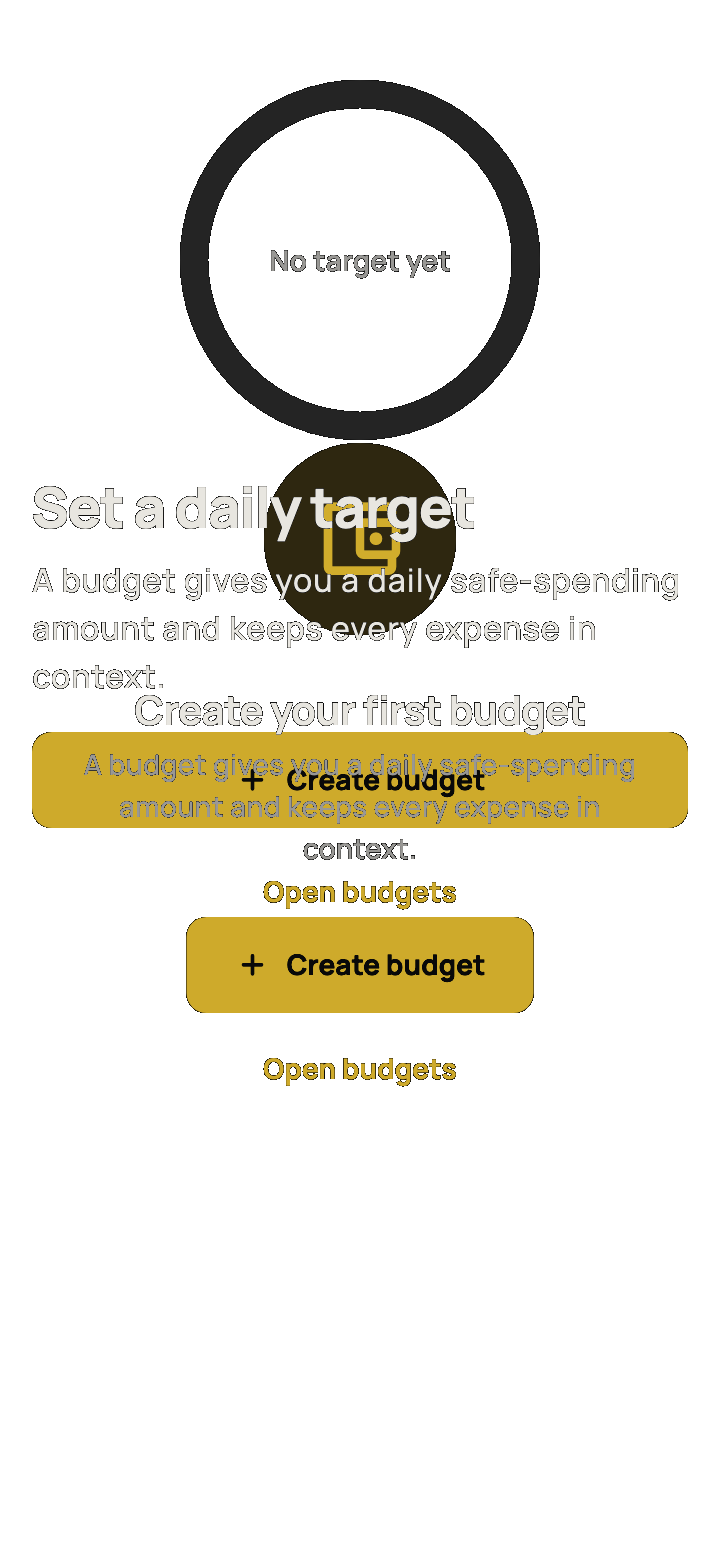 No target yet
Set a daily target
A budget gives you a daily safe-spending
amount and keeps every expense in
context.
Create your first budget
A budget gives you a daily safe-spending
+ Create budget
amount and keeps every expense in
context.
Open budgets
+ Create budget
Open budgets